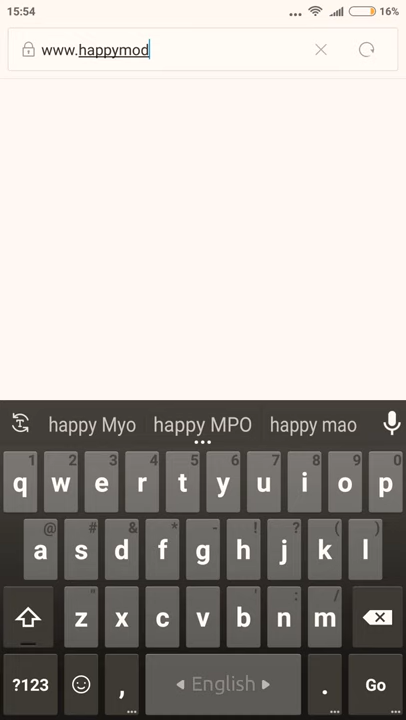 15:54 ... 16%
www.happymod
happy Myo happy MPO happy mao
...
1 2 3 4 5 6 7 8 9 0
q w e r t y u i o p
@ # & * - ! ? ( )
a s d f g h j k l
" ' : ; /
z x c v b n m
?123 , English . Go
... ...